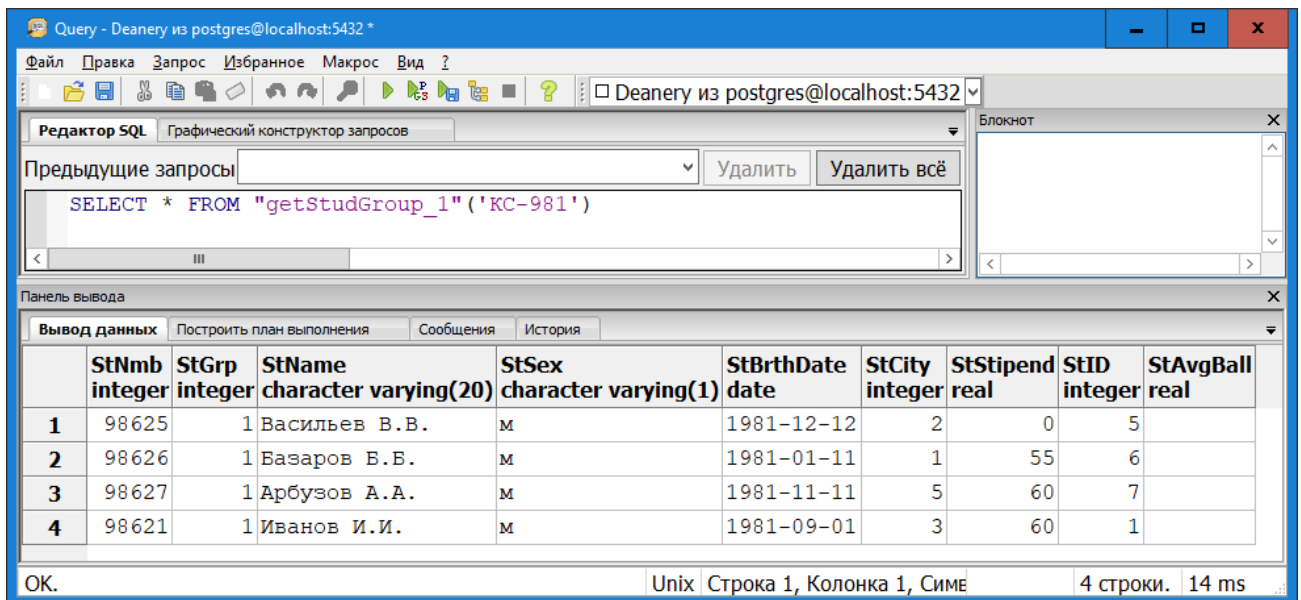 Query - Deanery из postgres@localhost:5432 *
Файл Правка Запрос Избранное Макрос Вид ?
Deanery из postgres@localhost:5432
Редактор SQL Графический конструктор запросов
Блокнот
Предыдущие запросы Удалить Удалить всё
SELECT * FROM "getStudGroup_1"('КС-981')
Панель вывода
Вывод данных Построить план выполнения Сообщения История
StNmb StGrp StName StSex StBrthDate StCity StStipend StID StAvgBall
integer integer character varying(20) character varying(1) date integer real integer real
1 98625 1 Васильев В.В. м 1981-12-12 2 0 5
2 98626 1 Базаров Б.Б. м 1981-01-11 1 55 6
3 98627 1 Арбузов А.А. м 1981-11-11 5 60 7
4 98621 1 Иванов И.И. м 1981-09-01 3 60 1
OK. Unix Строка 1, Колонка 1, Симв 4 строки. 14 ms